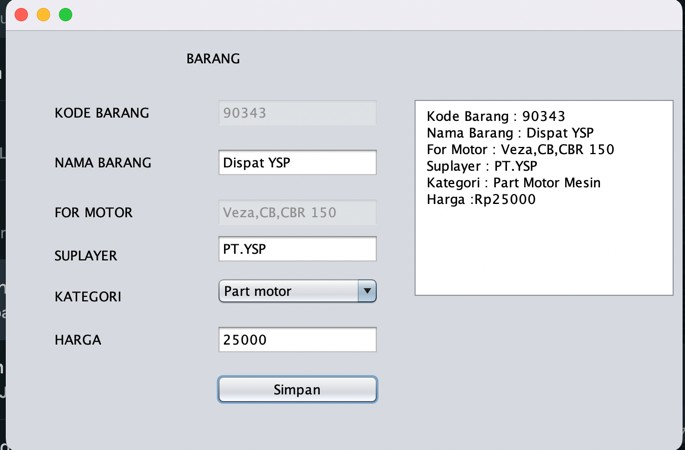 BARANG
KODE BARANG 90343
NAMA BARANG Dispat YSP
FOR MOTOR Veza,CB,CBR 150
SUPLAYER PT.YSP
KATEGORI Part motor
HARGA 25000
Simpan
Kode Barang : 90343
Nama Barang : Dispat YSP
For Motor : Veza,CB,CBR 150
Suplayer : PT.YSP
Kategori : Part Motor Mesin
Harga :Rp25000